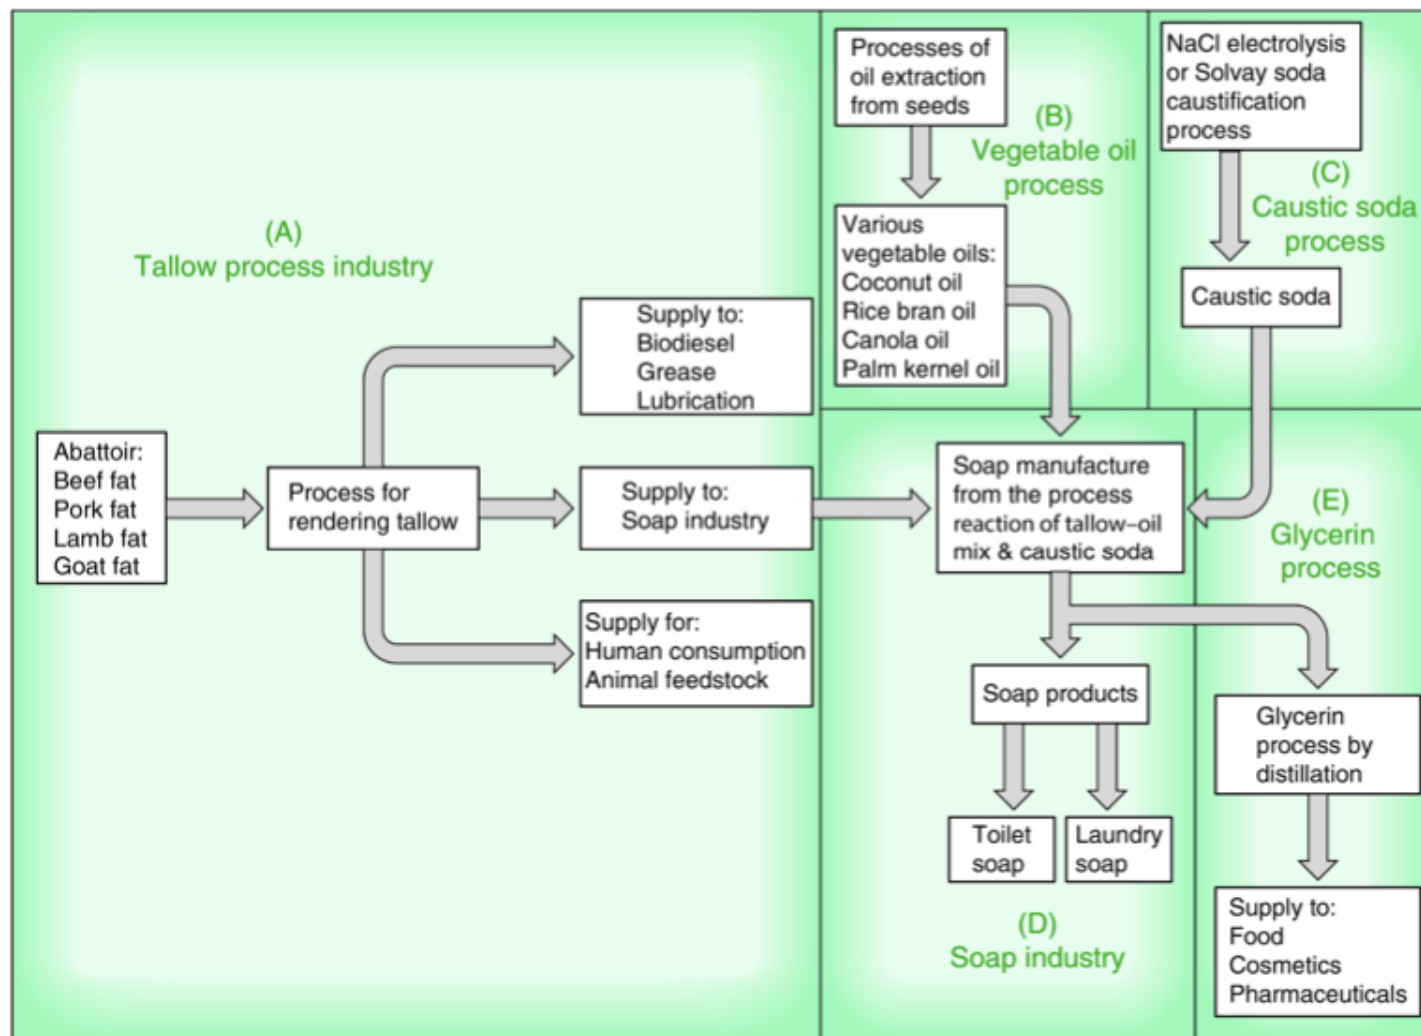 (A)
Tallow process industry
Abattoir:
Beef fat
Pork fat
Lamb fat
Goat fat
Process for
rendering tallow
Supply to:
Biodiesel
Grease
Lubrication
Supply to:
Soap industry
Supply for:
Human consumption
Animal feedstock
Processes of
oil extraction
from seeds
(B)
Vegetable oil
process
Various
vegetable oils:
Coconut oil
Rice bran oil
Canola oil
Palm kernel oil
NaCl electrolysis
or Solvay soda
caustification
process
(C)
Caustic soda
process
Caustic soda
Soap manufacture
from the process
reaction of tallow–oil
mix & caustic soda
Soap products
Toilet
soap
Laundry
soap
(D)
Soap industry
(E)
Glycerin
process
Glycerin
process by
distillation
Supply to:
Food
Cosmetics
Pharmaceuticals